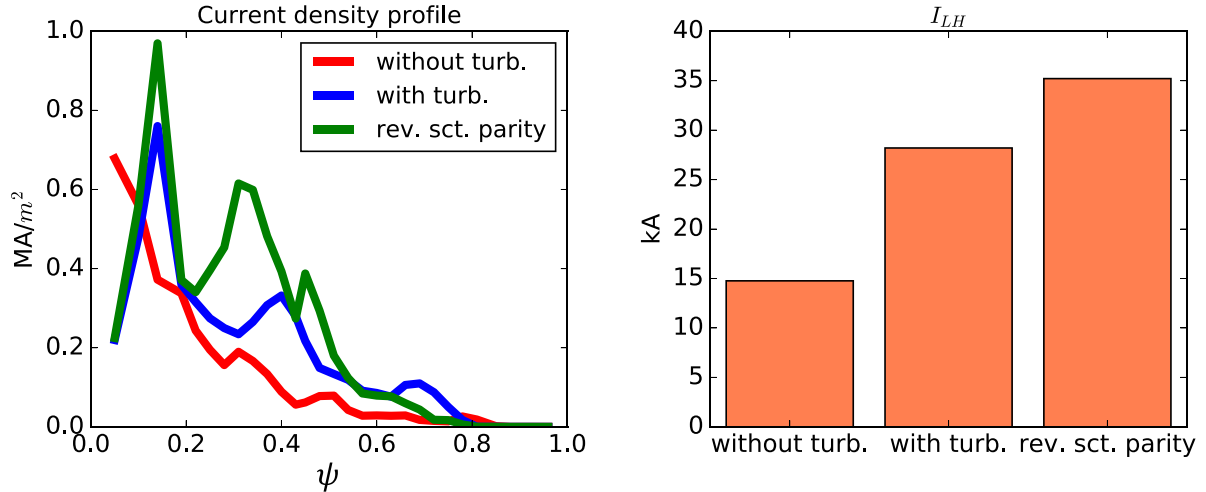 Current density profile
1.0
0.8
0.6
0.4
0.2
0.0
MA/m²
without turb.
with turb.
rev. sct. parity
0.0 0.2 0.4 0.6 0.8 1.0
ψ
I_{LH}
40
35
30
25
20
15
10
5
0
kA
without turb. with turb. rev. sct. parity